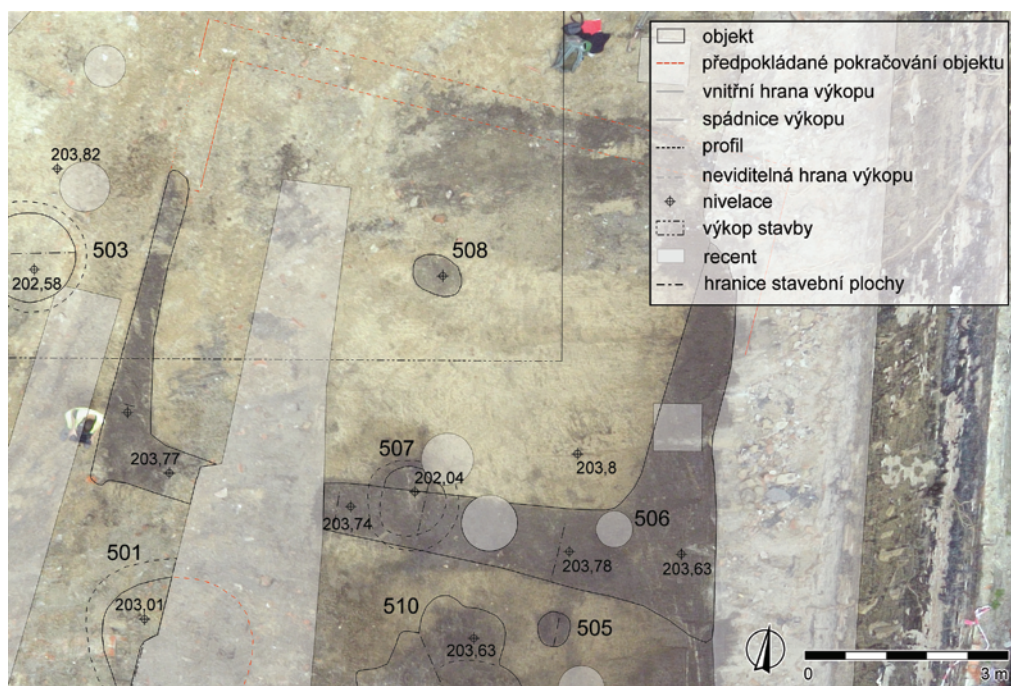 objekt
předpokládané pokračování objektu
vnitřní hrana výkopu
spádnice výkopu
profil
neviditelná hrana výkopu
nivelace
výkop stavby
recent
hranice stavební plochy
203,82
503
202,58
508
203,77
507
202,04
203,8
203,74
506
203,78
203,63
501
203,01
510
203,63
505
0
3 m